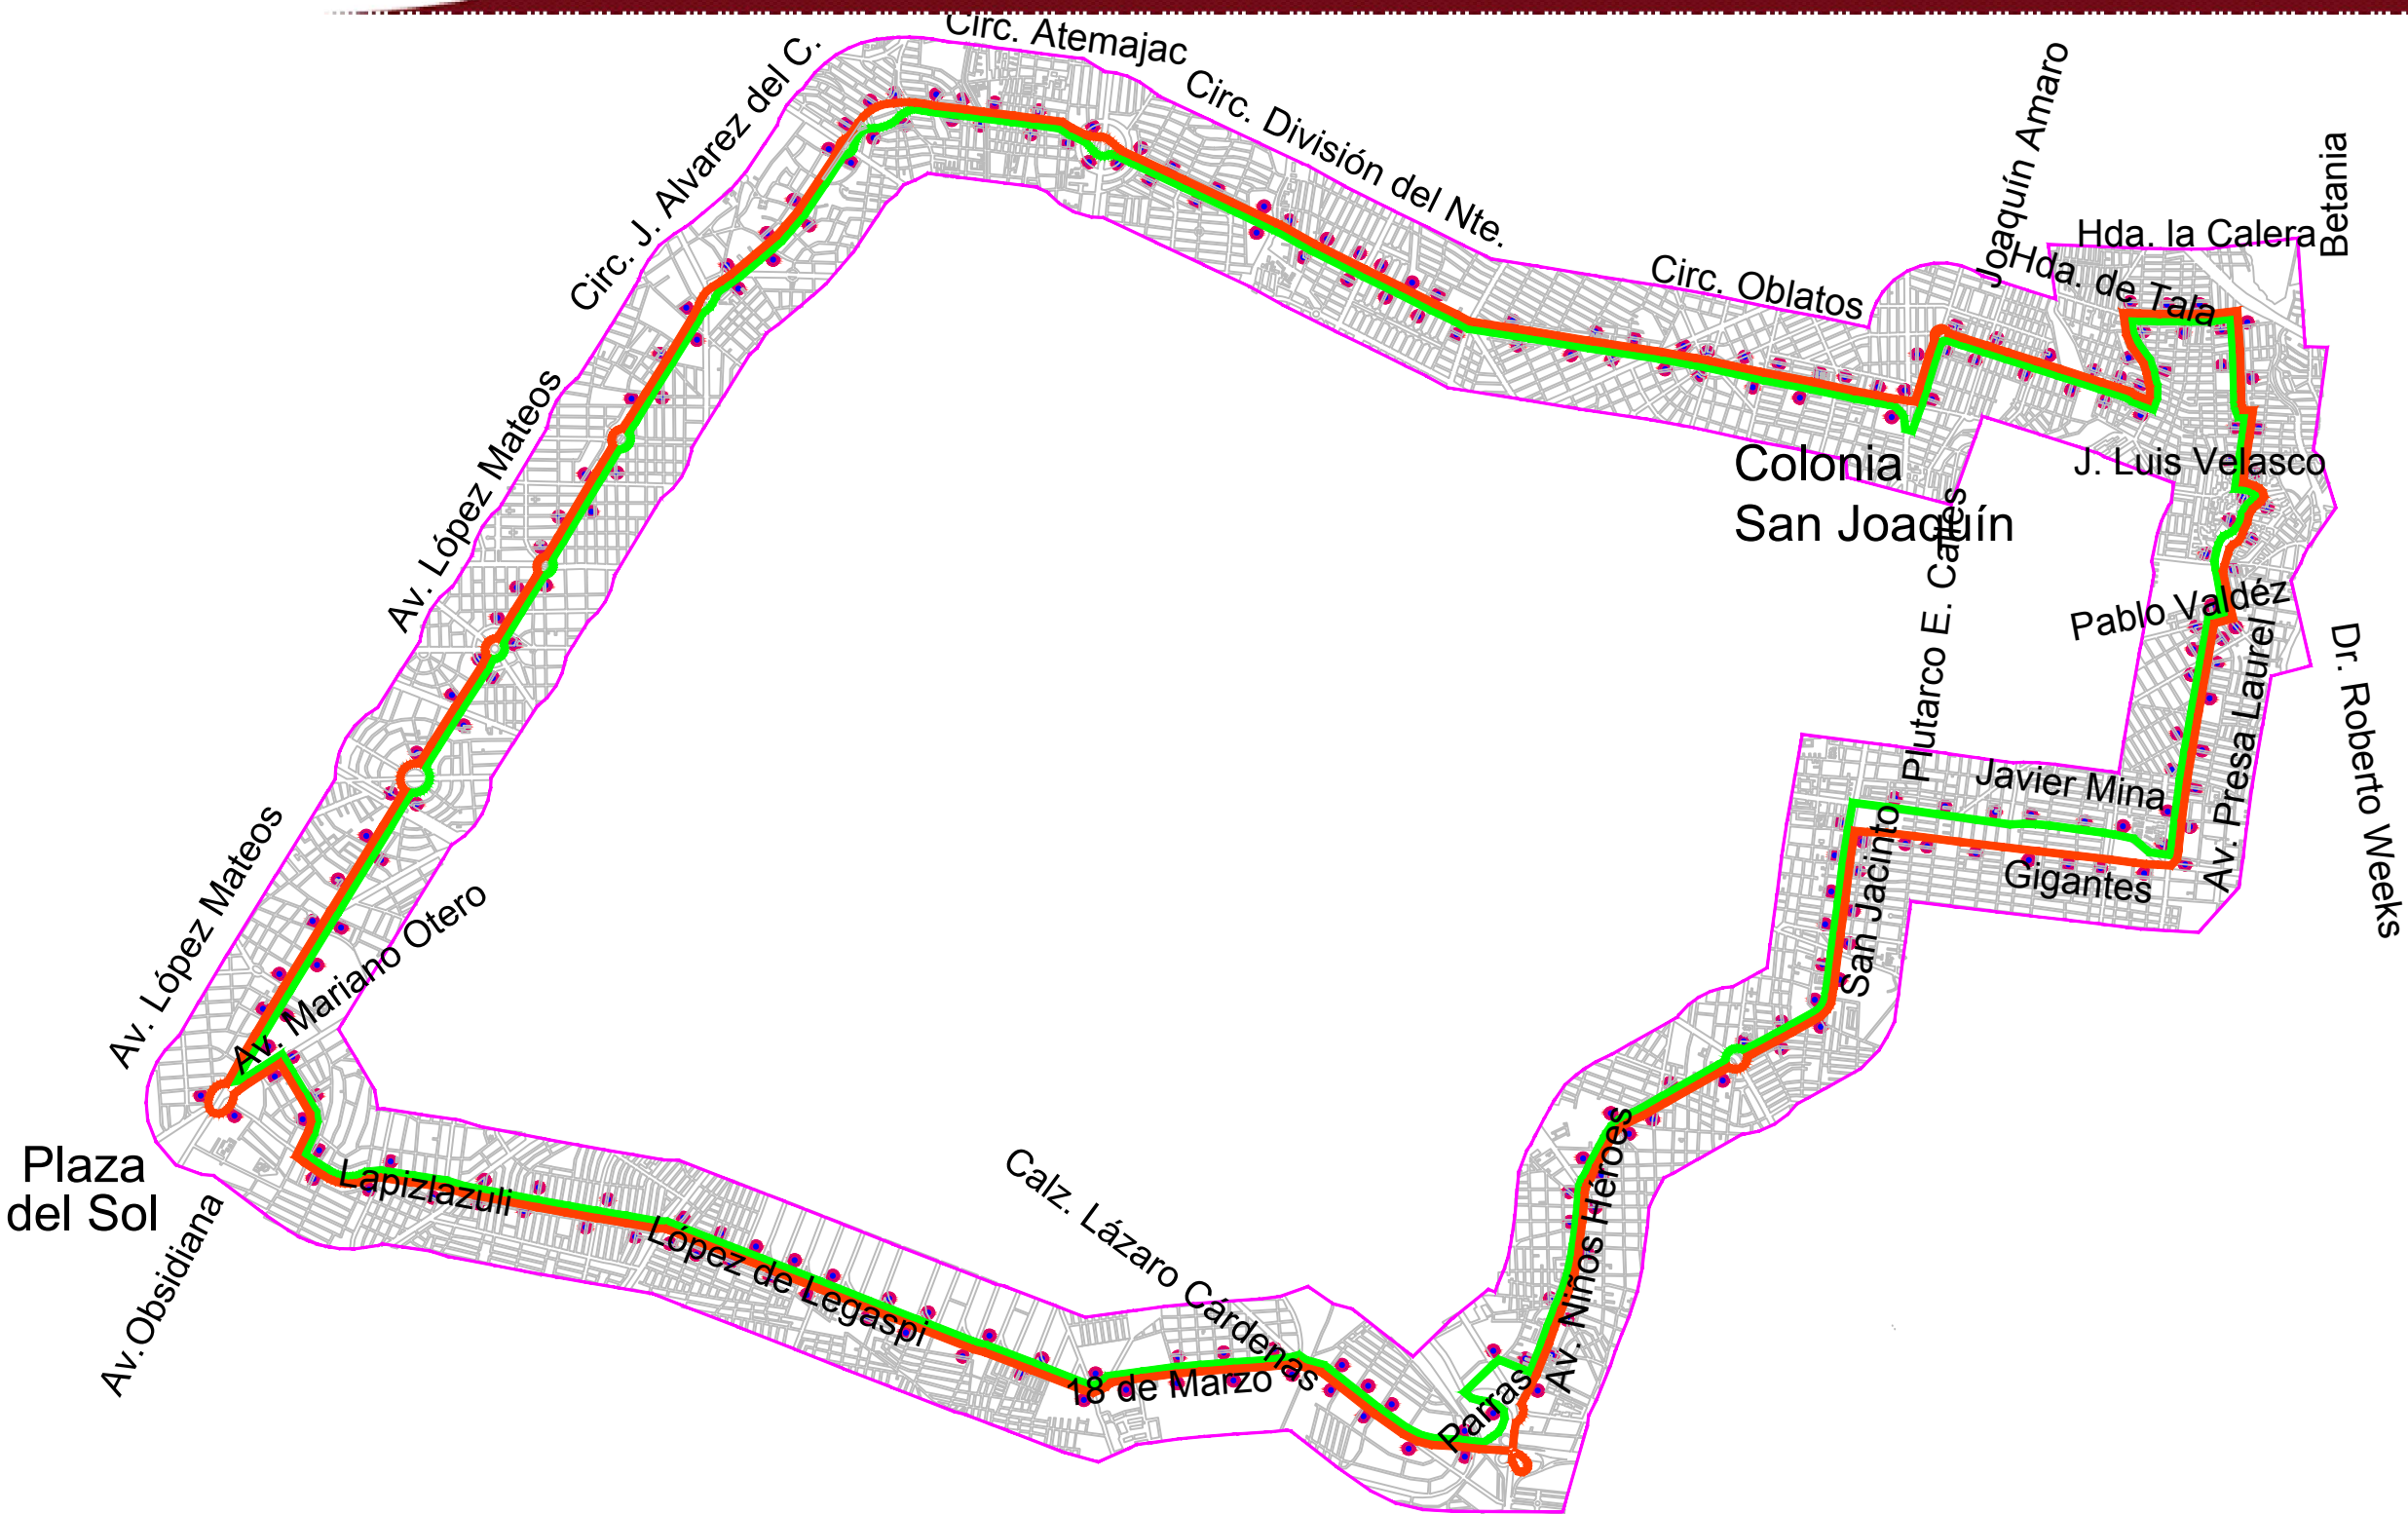 Circ. Atemajac
Circ. J. Alvarez del C.
Circ. División del Nte.
Joaquín Amaro
Betania
Hda. la Calera
Hda. de Tala
Circ. Oblatos
Av. López Mateos
Colonia
San Joaquín
J. Luis Velasco
Plutarco E. Calles
Pablo Valdéz
Dr. Roberto Weeks
Av. Presa Laurel
Javier Mina
Gigantes
San Jacinto
Av. López Mateos
Av. Mariano Otero
Plaza
del Sol
Av.Obsidiana
Lapizlazuli
López de Legaspi
Calz. Lázaro Cárdenas
18 de Marzo
Parras
Av. Niños Héroes